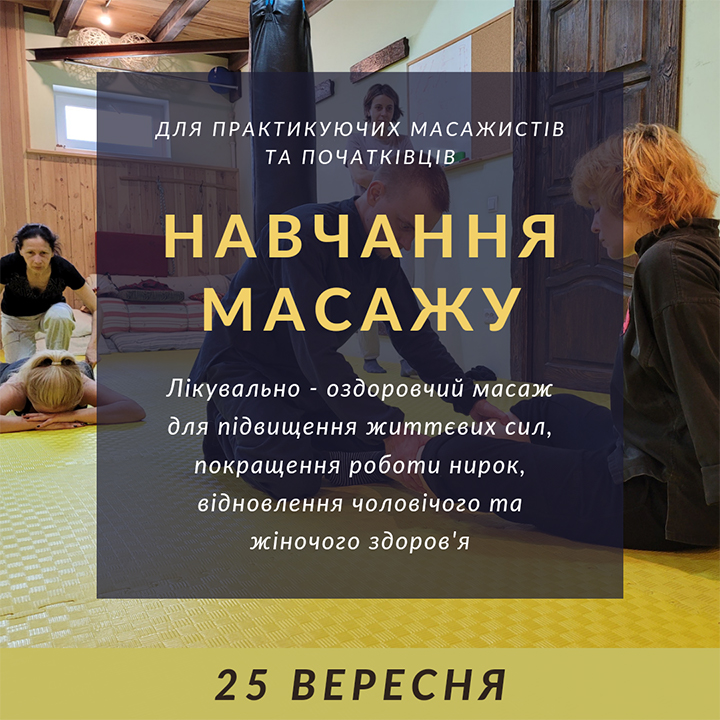 ДЛЯ ПРАКТИКУЮЧИХ МАСАЖИСТІВ
ТА ПОЧАТКІВЦІВ
НАВЧАННЯ
МАСАЖУ
Лікувально - оздоровчий масаж
для підвищення життєвих сил,
покращення роботи нирок,
відновлення чоловічого та
жіночого здоров'я
25 ВЕРЕСНЯ